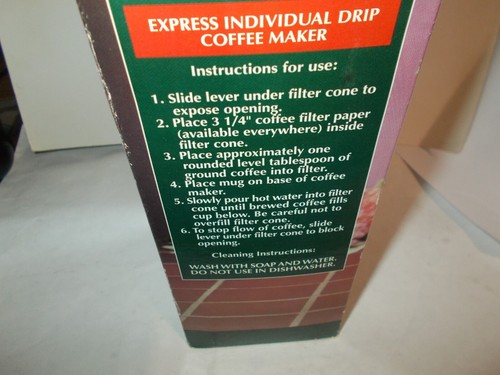 EXPRESS INDIVIDUAL DRIP
COFFEE MAKER
Instructions for use:
1. Slide lever under filter cone to
expose opening.
2. Place 3 1/4" coffee filter paper
(available everywhere) inside
filter cone.
3. Place approximately one
rounded level tablespoon of
ground coffee into filter.
4. Place mug on base of coffee
maker.
5. Slowly pour hot water into filter
cone until brewed coffee fills
cup below. Be careful not to
overfill filter cone.
6. To stop flow of coffee, slide
lever under filter cone to block
opening.
Cleaning Instructions:
WASH WITH SOAP AND WATER.
DO NOT USE IN DISHWASHER.